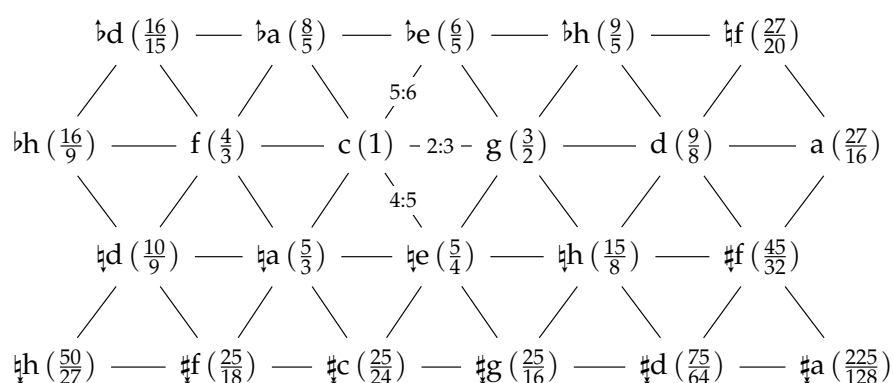 ♭d (16/15) ♭a (8/5) ♭e (6/5) ♭h (9/5) ♮f (27/20)
5:6
♭h (16/9) f (4/3) c (1) 2:3 g (3/2) d (9/8) a (27/16)
4:5
♮d (10/9) ♮a (5/3) ♮e (5/4) ♮h (15/8) ♯f (45/32)
♮h (50/27) ♯f (25/18) ♯c (25/24) ♯g (25/16) ♯d (75/64) ♯a (225/128)